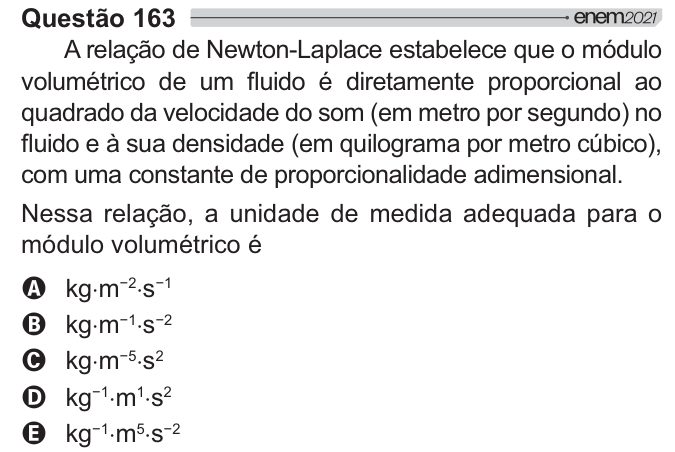 Questão 163 enem2021
A relação de Newton-Laplace estabelece que o módulo
volumétrico de um fluido é diretamente proporcional ao
quadrado da velocidade do som (em metro por segundo) no
fluido e à sua densidade (em quilograma por metro cúbico),
com uma constante de proporcionalidade adimensional.
Nessa relação, a unidade de medida adequada para o
módulo volumétrico é
A kg·m⁻²·s⁻¹
B kg·m⁻¹·s⁻²
C kg·m⁻⁵·s²
D kg⁻¹·m¹·s²
E kg⁻¹·m⁵·s⁻²